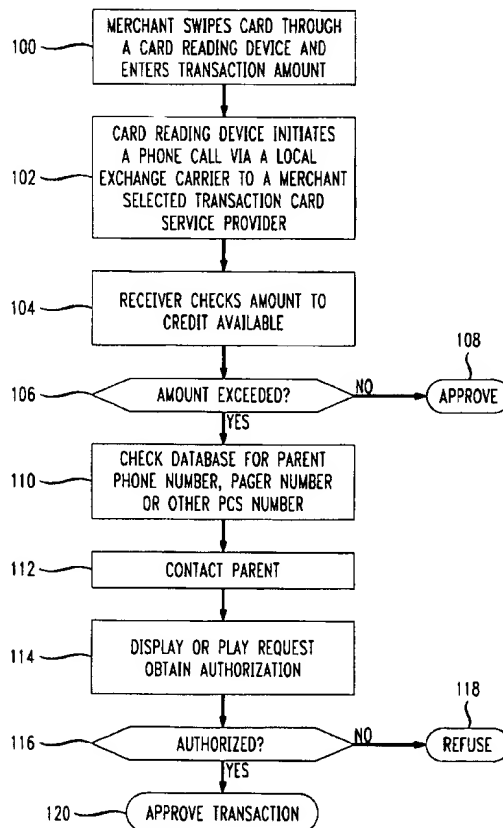 100
MERCHANT SWIPES CARD THROUGH
A CARD READING DEVICE AND
ENTERS TRANSACTION AMOUNT
102
CARD READING DEVICE INITIATES
A PHONE CALL VIA A LOCAL
EXCHANGE CARRIER TO A MERCHANT
SELECTED TRANSACTION CARD
SERVICE PROVIDER
104
RECEIVER CHECKS AMOUNT TO
CREDIT AVAILABLE
106
AMOUNT EXCEEDED?
NO
108
APPROVE
YES
110
CHECK DATABASE FOR PARENT
PHONE NUMBER, PAGER NUMBER
OR OTHER PCS NUMBER
112
CONTACT PARENT
114
DISPLAY OR PLAY REQUEST
OBTAIN AUTHORIZATION
116
AUTHORIZED?
NO
118
REFUSE
YES
120
APPROVE TRANSACTION